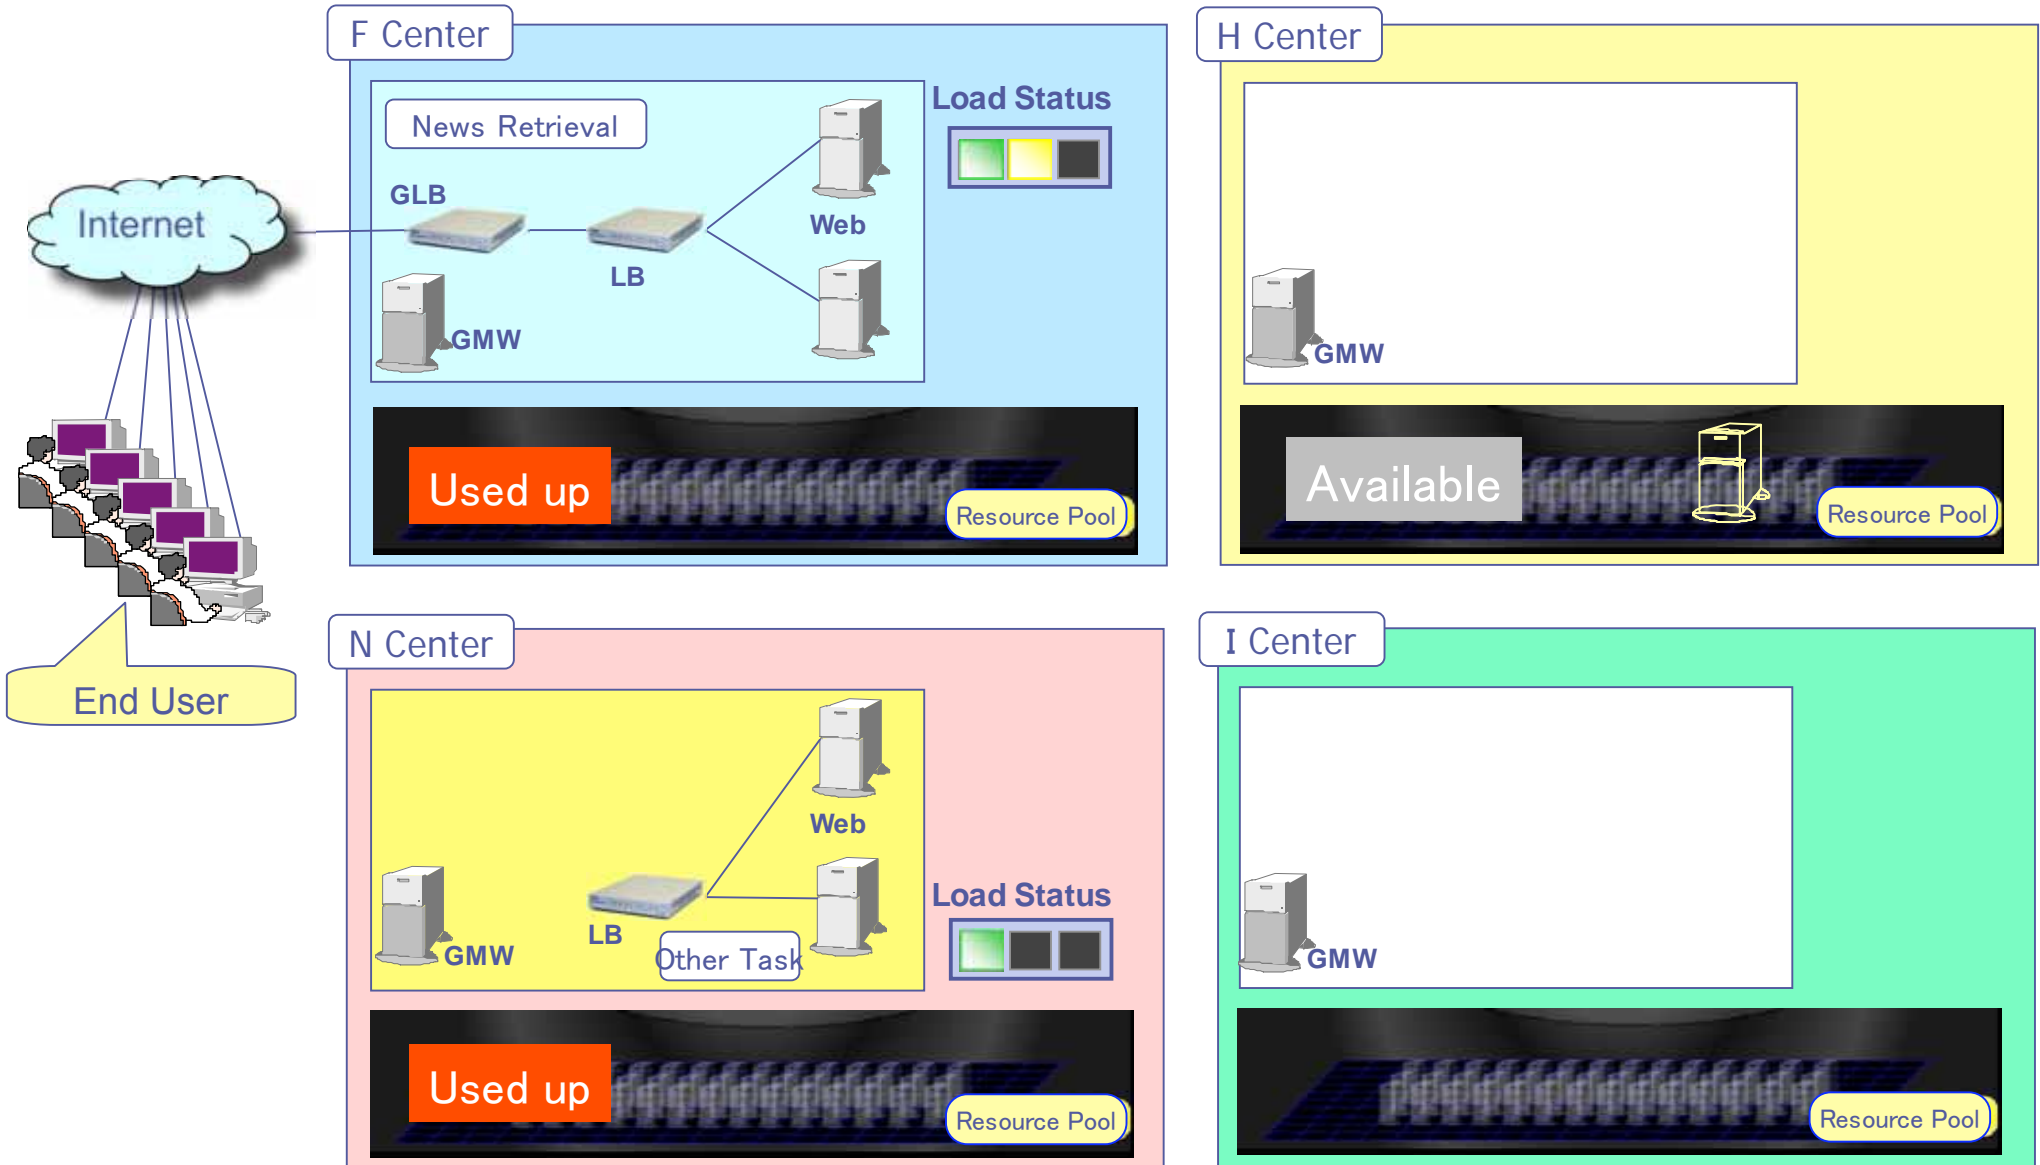 F Center
News Retrieval
Load Status
GLB
Web
LB
GMW
Used up
Resource Pool
H Center
GMW
Available
Resource Pool
Internet
End User
N Center
Web
Load Status
LB
GMW
Other Task
Used up
Resource Pool
I Center
GMW
Resource Pool